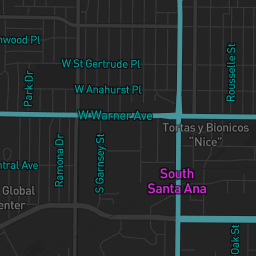 nwood Pl
W St Gertrude Pl
Rousselle St
Park Dr
W Anahurst Pl
W Warner Ave
Tortas y Bionicos
"Nice"
Ramona Dr
S Garnsey St
ntral Ave
South
Santa Ana
Global
enter
Oak St